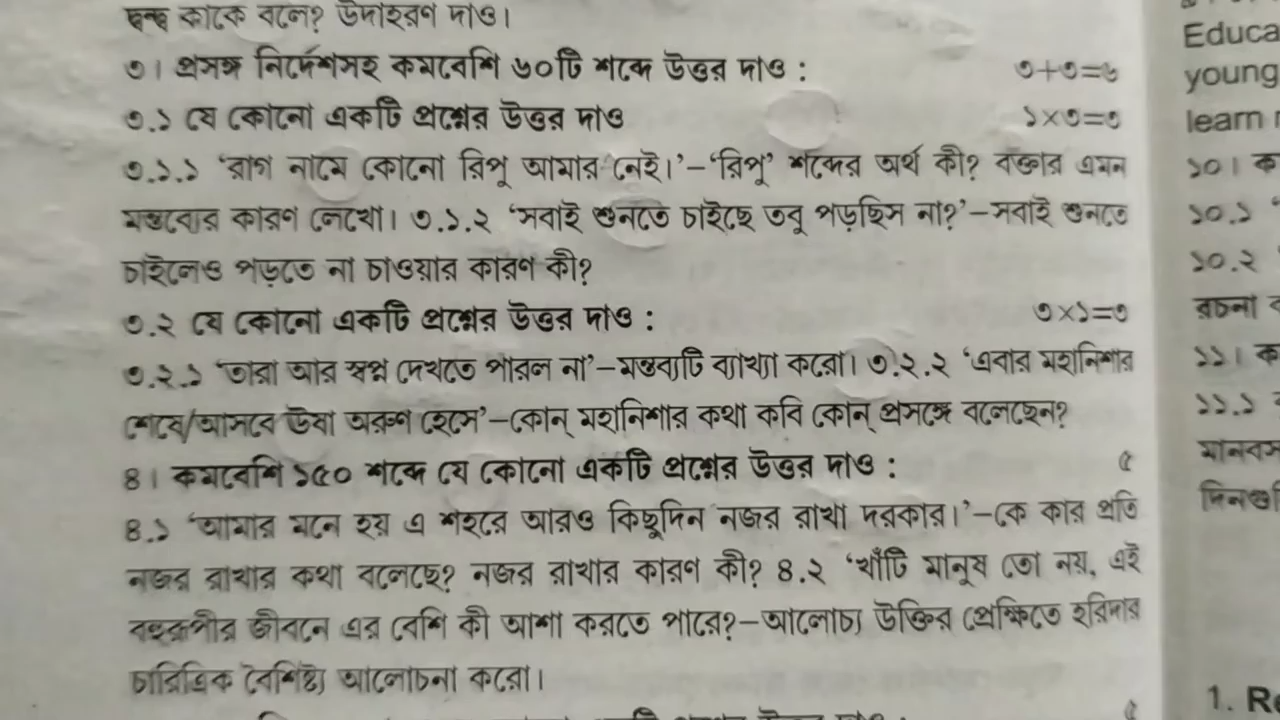 দ্বন্দ্ব কাকে বলে? উদাহরণ দাও।
৩। প্রসঙ্গ নির্দেশসহ কমবেশি ৬০টি শব্দে উত্তর দাও : ৩+৩=৬
৩.১ যে কোনো একটি প্রশ্নের উত্তর দাও ১×৩=৩
৩.১.১ ‘রাগ নামে কোনো রিপু আমার নেই।’–‘রিপু’ শব্দের অর্থ কী? বক্তার এমন
মন্তব্যের কারণ লেখো। ৩.১.২ ‘সবাই শুনতে চাইছে তবু পড়ছিস না?’–সবাই শুনতে
চাইলেও পড়তে না চাওয়ার কারণ কী?
৩.২ যে কোনো একটি প্রশ্নের উত্তর দাও : ৩×১=৩
৩.২.১ ‘তারা আর স্বপ্ন দেখতে পারল না’–মন্তব্যটি ব্যাখ্যা করো। ৩.২.২ ‘এবার মহানিশার
শেষে/আসবে উষা অরুণ হেসে’–কোন্ মহানিশার কথা কবি কোন্ প্রসঙ্গে বলেছেন?
৪। কমবেশি ১৫০ শব্দে যে কোনো একটি প্রশ্নের উত্তর দাও : ৫
৪.১ ‘আমার মনে হয় এ শহরে আরও কিছুদিন নজর রাখা দরকার।’–কে কার প্রতি
নজর রাখার কথা বলেছে? নজর রাখার কারণ কী? ৪.২ ‘খাঁটি মানুষ তো নয়, এই
বহুরূপীর জীবনে এর বেশি কী আশা করতে পারে?–আলোচ্য উক্তির প্রেক্ষিতে হরিদার
চারিত্রিক বৈশিষ্ট্য আলোচনা করো।
Educa
young
learn
১০। ক
১০.১
১০.২
রচনা
১১। ক
১১.১
মানবস
দিনগু
1. Re